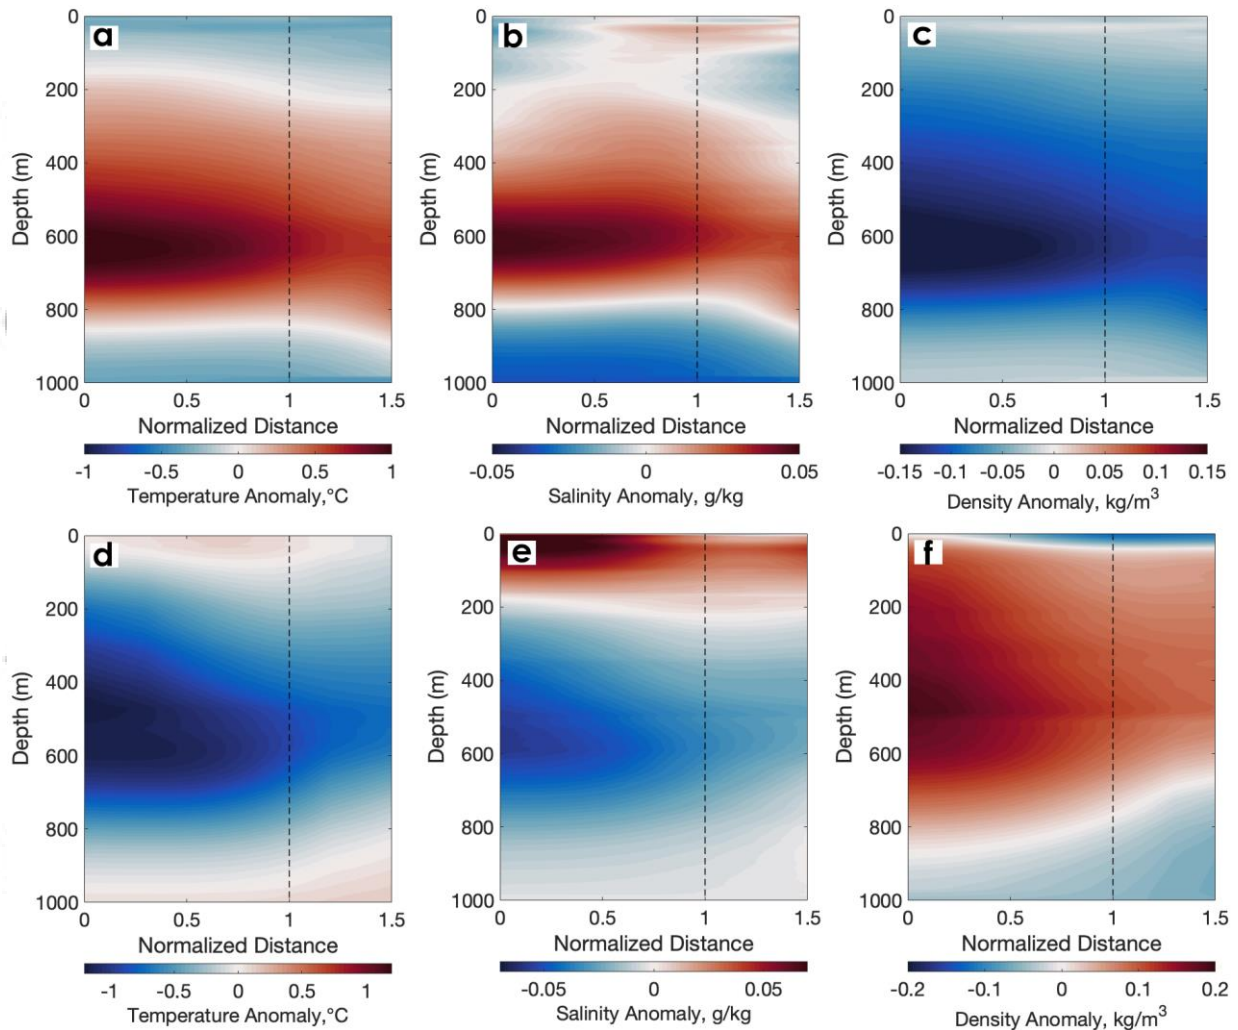 a
b
c
0
200
400
600
800
1000
Depth (m)
0 0.5 1 1.5
Normalized Distance
-1 -0.5 0 0.5 1
Temperature Anomaly,°C
0
200
400
600
800
1000
Depth (m)
0 0.5 1 1.5
Normalized Distance
-0.05 0 0.05
Salinity Anomaly, g/kg
0
200
400
600
800
1000
Depth (m)
0 0.5 1 1.5
Normalized Distance
-0.15 -0.1 -0.05 0 0.05 0.10 0.15
Density Anomaly, kg/m³
d
e
f
0
200
400
600
800
1000
Depth (m)
0 0.5 1 1.5
Normalized Distance
-1 -0.5 0 0.5 1
Temperature Anomaly,°C
0
200
400
600
800
1000
Depth (m)
0 0.5 1 1.5
Normalized Distance
-0.05 0 0.05
Salinity Anomaly, g/kg
0
200
400
600
800
1000
Depth (m)
0 0.5 1 1.5
Normalized Distance
-0.2 -0.1 0 0.1 0.2
Density Anomaly, kg/m³